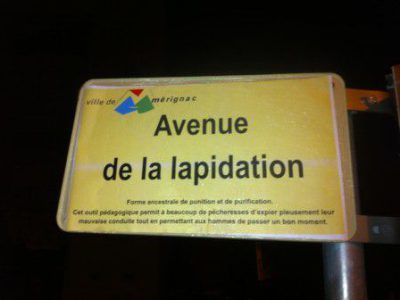 ville de mérignac
Avenue
de la lapidation
Forme ancestrale de punition et de purification.
Cet outil pédagogique permit à beaucoup de pécheresses d'expier pieusement leur
mauvaise conduite tout en permettant aux hommes de passer un bon moment.